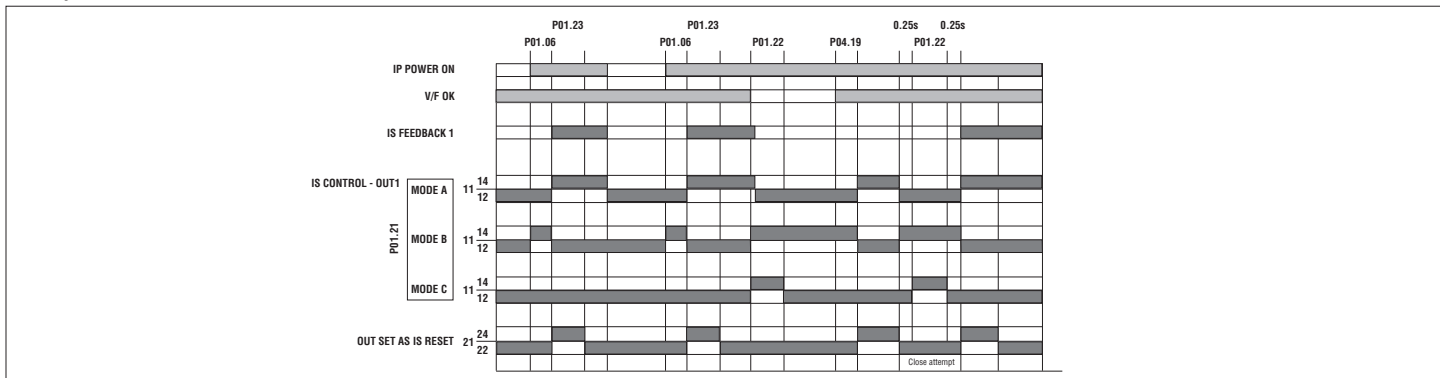 P01.23 P01.23 0.25s 0.25s
P01.06 P01.06 P01.22 P04.19 P01.22
IP POWER ON
V/F OK
IS FEEDBACK 1
IS CONTROL - OUT1
P01.21
MODE A 11 14 12
MODE B 11 14 12
MODE C 11 14 12
OUT SET AS IS RESET 21 24 22
Close attempt